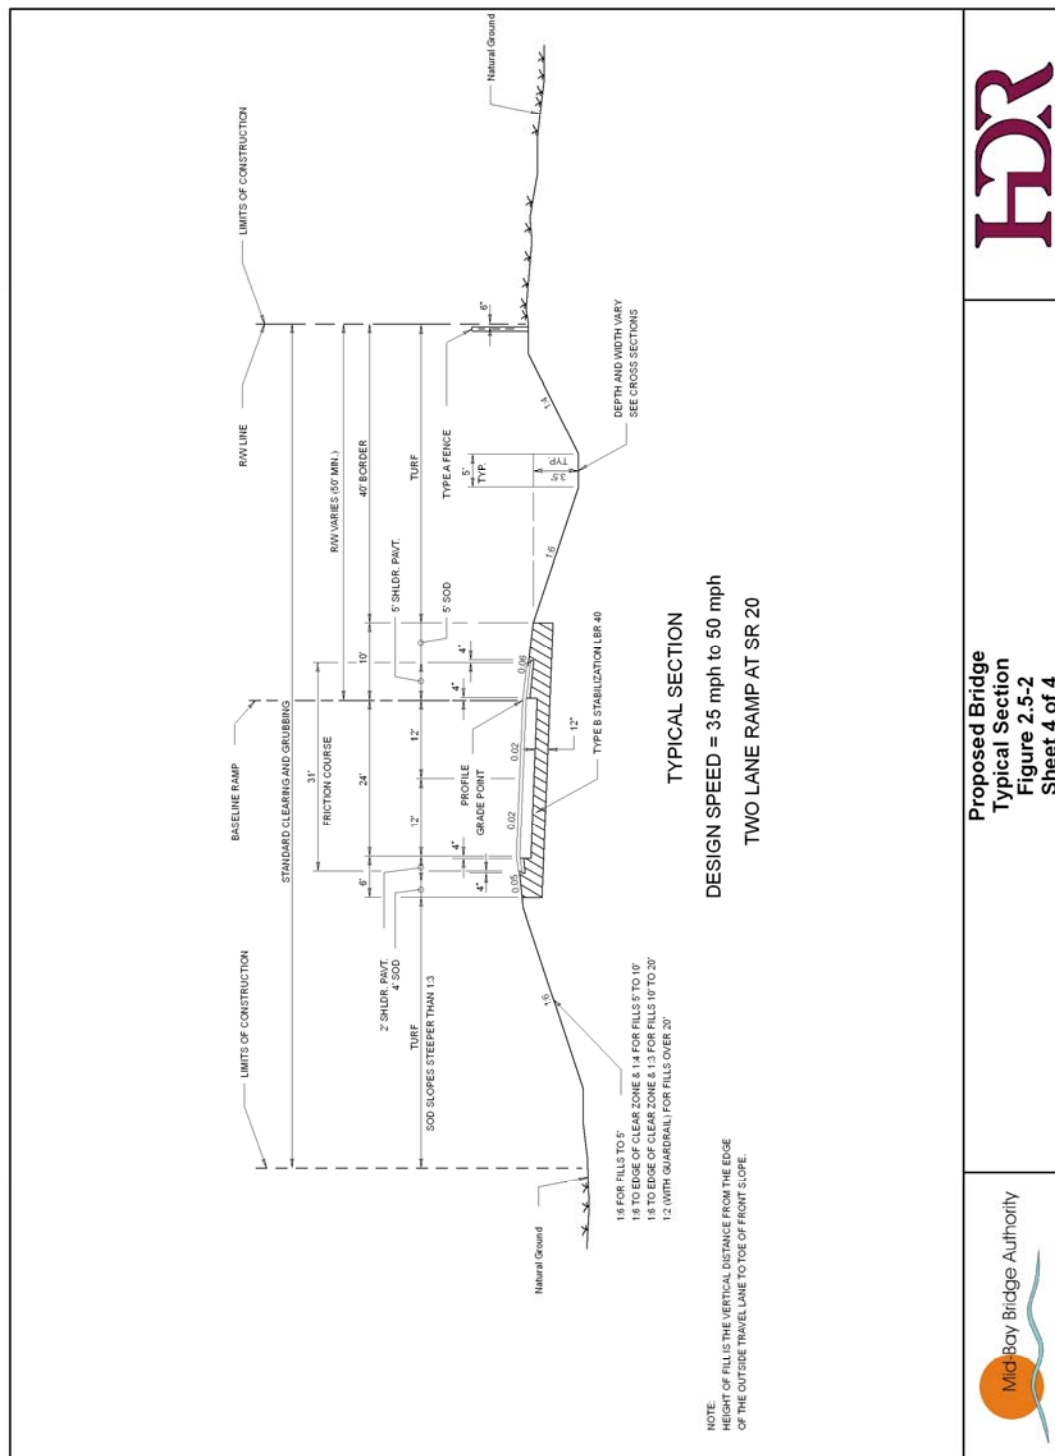 LIMITS OF CONSTRUCTION
BASELINE RAMP
R/W LINE
LIMITS OF CONSTRUCTION
STANDARD CLEARING AND GRUBBING
31'
FRICTION COURSE
R/W VARIES (50' MIN.)
6'
24'
10'
40' BORDER
2' SHLDR. PAVT.
4' SOD
5' SHLDR. PAVT.
5' SOD
TURF
12'
12'
TURF
SOD SLOPES STEEPER THAN 1:3
4"
4"
PROFILE
GRADE POINT
4"
4'
TYPE A FENCE
6"
Natural Ground
5'
TYP.
0.05
0.02
0.02
0.06
3.5'
TYP.
1:6
1:6
1:4
12"
Natural Ground
TYPE B STABILIZATION LBR 40
DEPTH AND WIDTH VARY
SEE CROSS SECTIONS
1:6 FOR FILLS TO 5'
1:6 TO EDGE OF CLEAR ZONE & 1:4 FOR FILLS 5' TO 10'
1:6 TO EDGE OF CLEAR ZONE & 1:3 FOR FILLS 10' TO 20'
1:2 (WITH GUARDRAIL) FOR FILLS OVER 20'
TYPICAL SECTION
DESIGN SPEED = 35 mph to 50 mph
TWO LANE RAMP AT SR 20
NOTE:
HEIGHT OF FILL IS THE VERTICAL DISTANCE FROM THE EDGE
OF THE OUTSIDE TRAVEL LANE TO TOE OF FRONT SLOPE.
Mid-Bay Bridge Authority
Proposed Bridge
Typical Section
Figure 2.5-2
Sheet 4 of 4
HDR